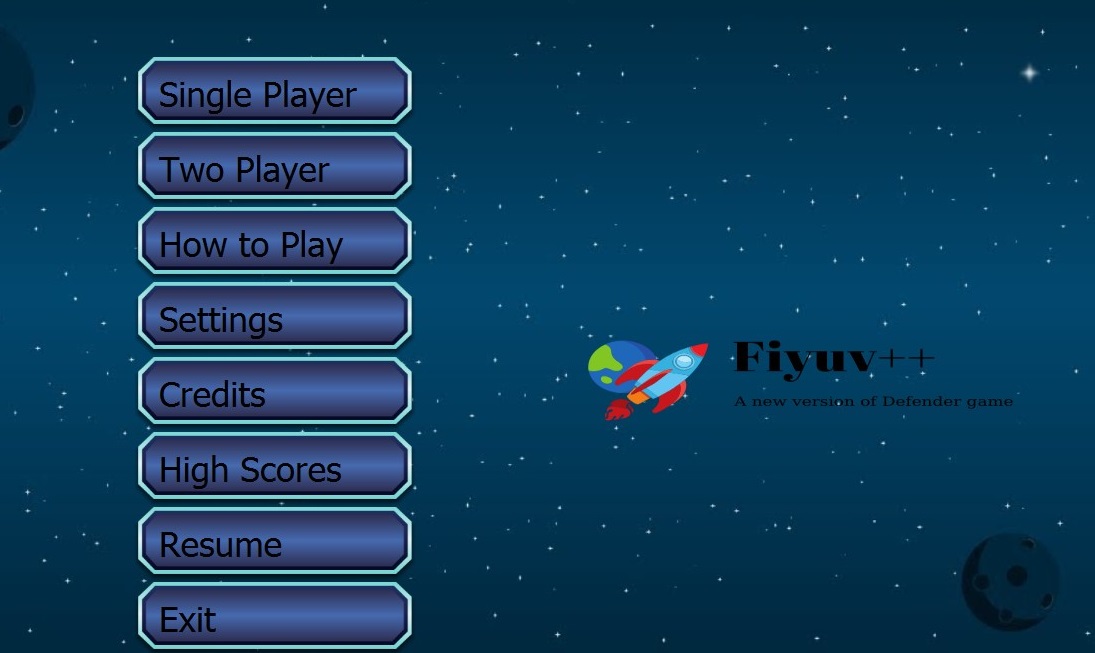 Single Player
Two Player
How to Play
Settings
Credits
High Scores
Resume
Exit
Fiyuv++
A new version of Defender game